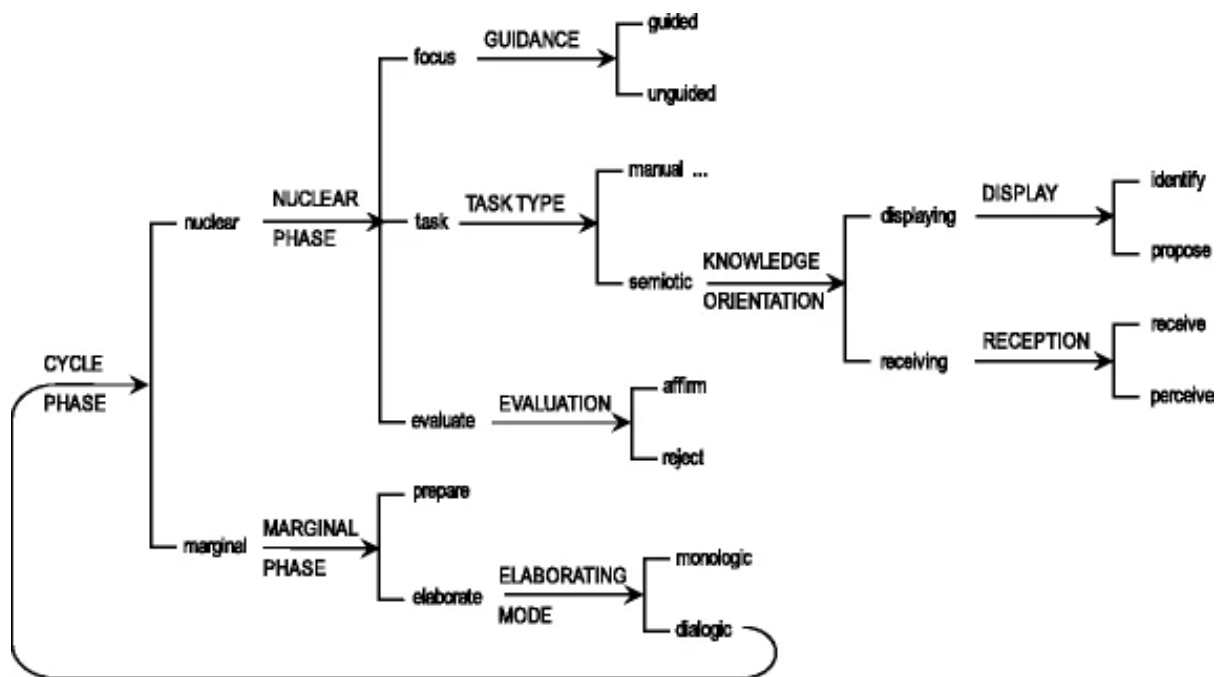 guided
GUIDANCE
focus
unguided
manual ...
identify
NUCLEAR
TASK TYPE
displaying
DISPLAY
nuclear
task
PHASE
propose
KNOWLEDGE
semiotic
ORIENTATION
receive
RECEPTION
CYCLE
receiving
affirm
PHASE
EVALUATION
perceive
evaluate
reject
prepare
MARGINAL
marginal
monologic
PHASE
ELABORATING
elaborate
MODE
dialogic